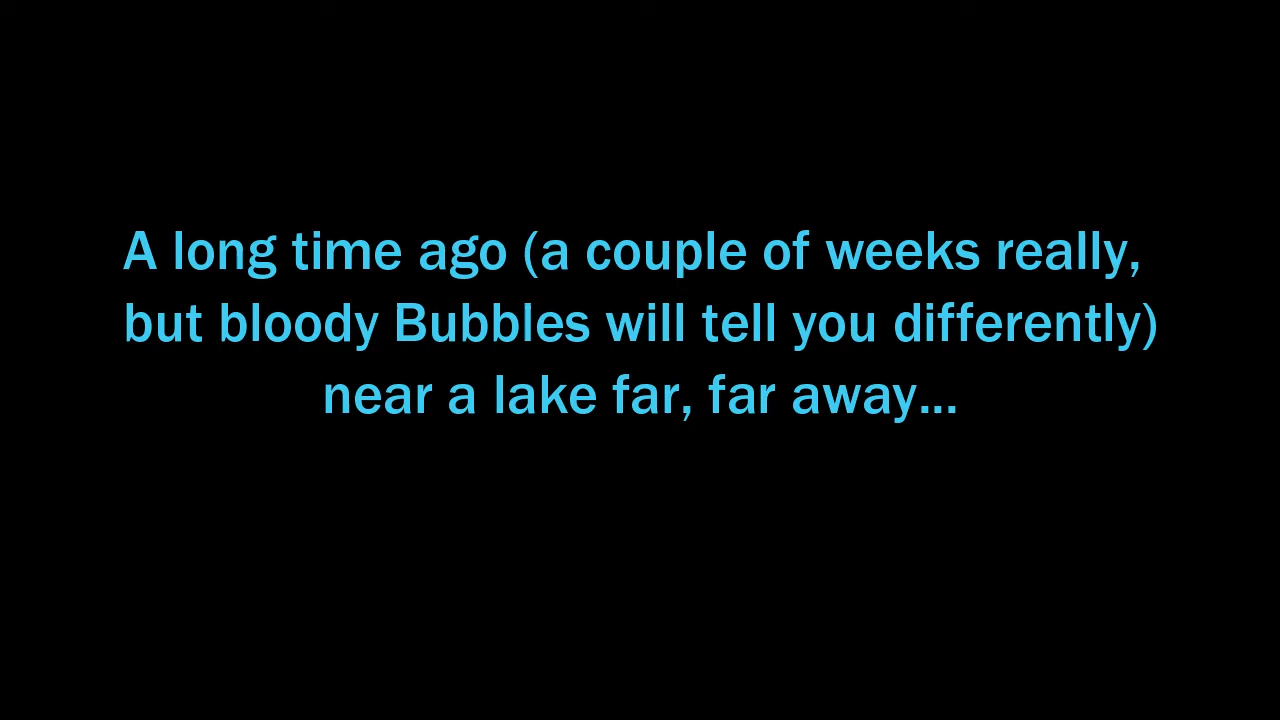 A long time ago (a couple of weeks really,
but bloody Bubbles will tell you differently)
near a lake far, far away...